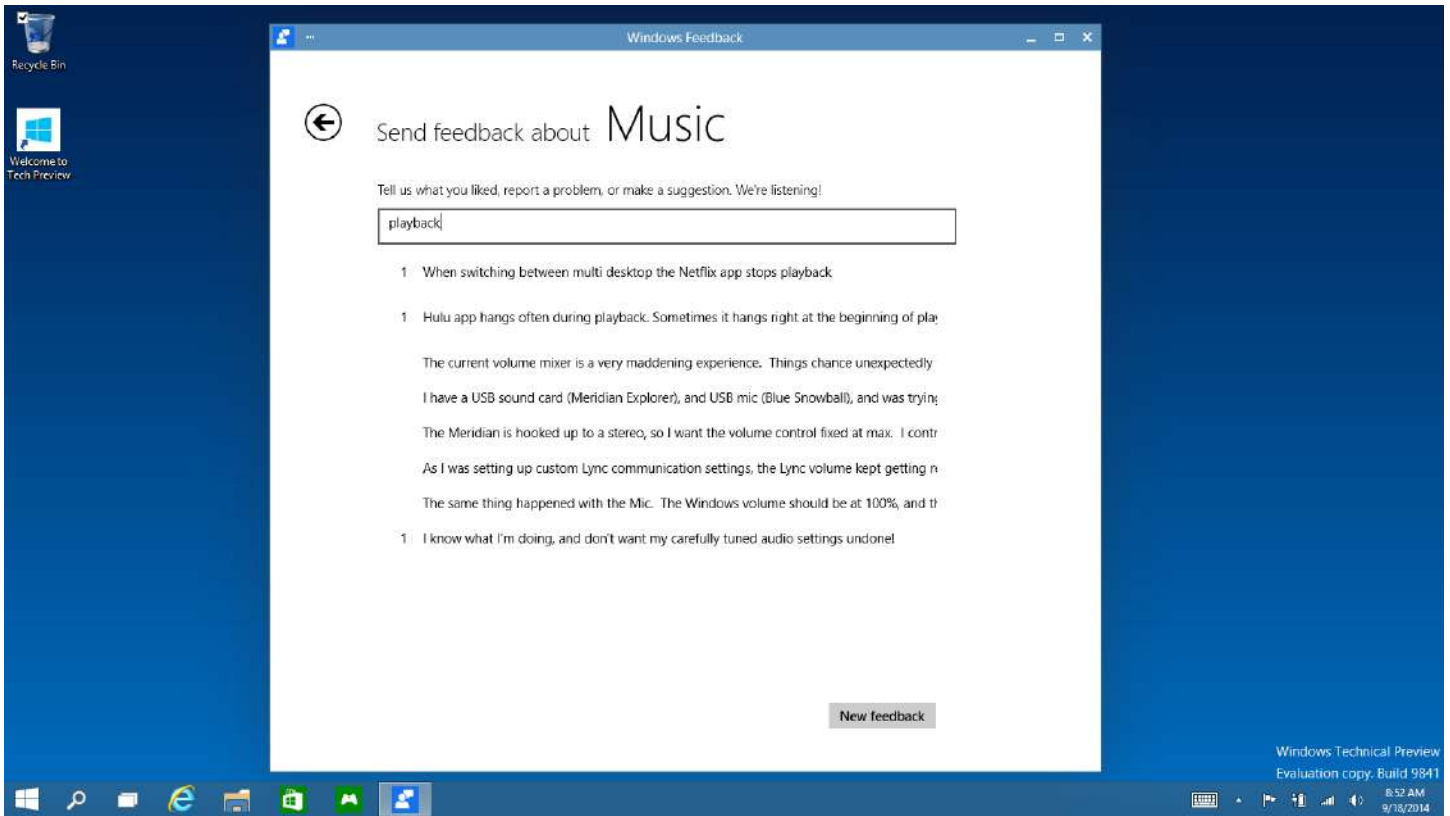 Recycle Bin
Welcome to
Tech Preview
Windows Feedback
Send feedback about Music
Tell us what you liked, report a problem, or make a suggestion. We're listening!
playback
1 When switching between multi desktop the Netflix app stops playback
1 Hulu app hangs often during playback. Sometimes it hangs right at the beginning of
The current volume mixer is a very maddening experience. Things chance unexpectedly
I have a USB sound card (Meridian Explorer), and USB mic (Blue Snowball), and was
The Meridian is hooked up to a stereo, so I want the volume control fixed at max. I
As I was setting up custom Lync communication settings, the Lync volume kept getting
The same thing happened with the Mic. The Windows volume should be at 100%, and
1 I know what I'm doing, and don't want my carefully tuned audio settings undone!
New feedback
Windows Technical Preview
Evaluation copy. Build 9841
8:52 AM
9/18/2014